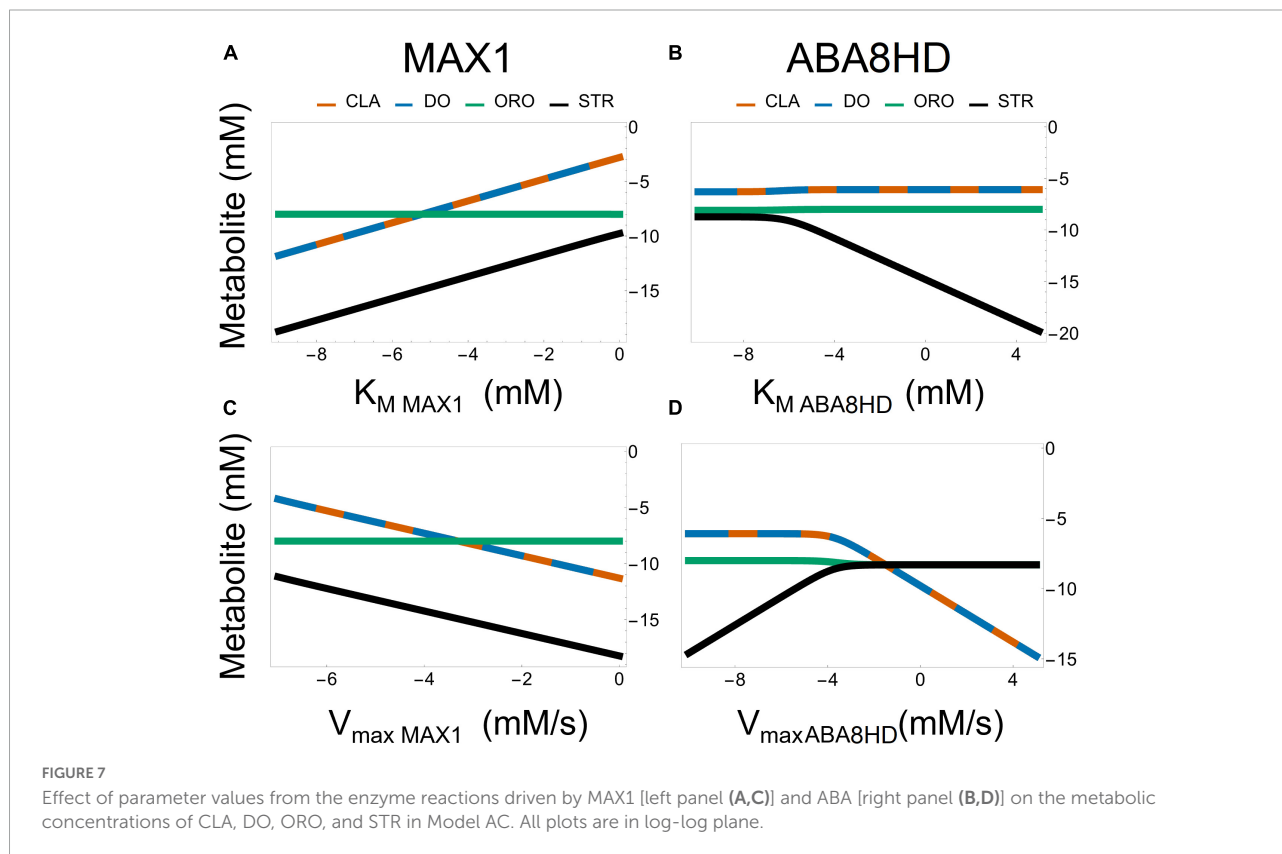 A
MAX1
CLA DO ORO STR
Metabolite (mM)
0
−5
−10
−15
−8 −6 −4 −2 0
K_M MAX1 (mM)
B
ABA8HD
CLA DO ORO STR
0
−5
−10
−15
−20
−8 −4 0 4
K_M ABA8HD (mM)
C
Metabolite (mM)
0
−5
−10
−15
−6 −4 −2 0
V_max MAX1 (mM/s)
D
0
−5
−10
−15
−8 −4 0 4
V_maxABA8HD(mM/s)
FIGURE 7
Effect of parameter values from the enzyme reactions driven by MAX1 [left panel (A,C)] and ABA [right panel (B,D)] on the metabolic
concentrations of CLA, DO, ORO, and STR in Model AC. All plots are in log-log plane.